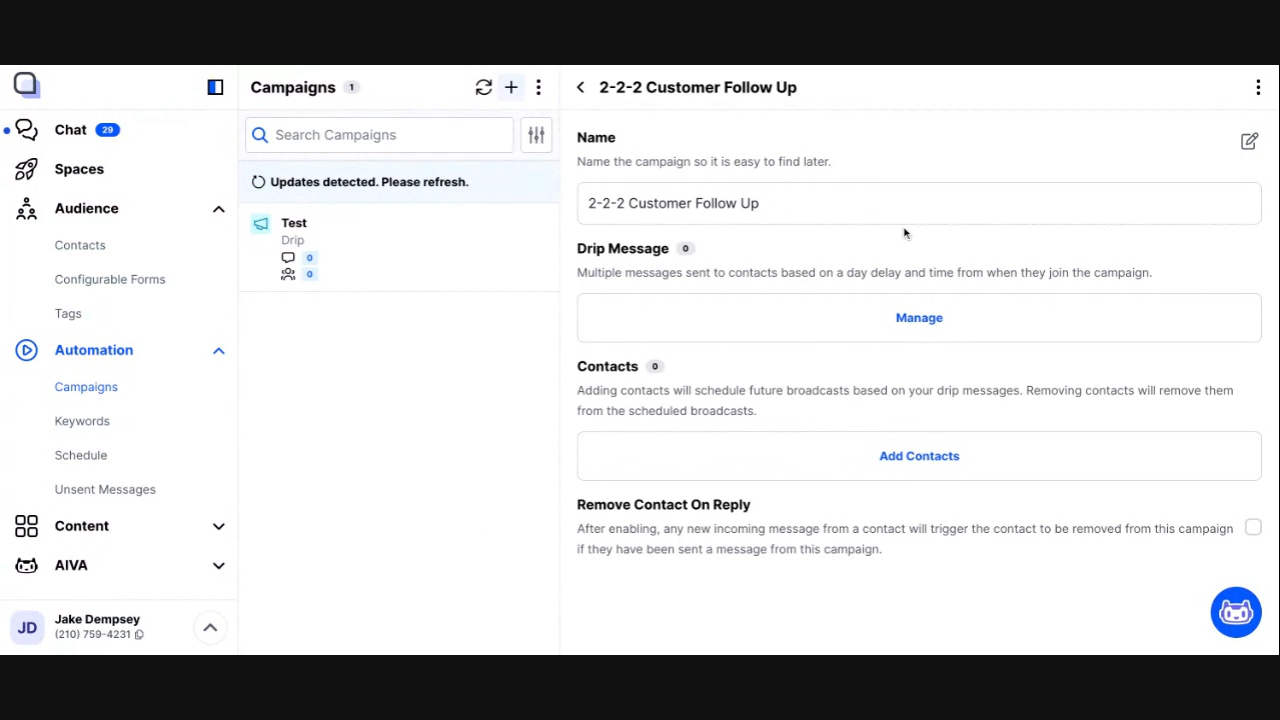 Chat 29
Spaces
Audience
Contacts
Configurable Forms
Tags
Automation
Campaigns
Keywords
Schedule
Unsent Messages
Content
AIVA
JD
Jake Dempsey
(210) 759-4231
Campaigns 1
Search Campaigns
Updates detected. Please refresh.
Test
Drip
0
0
2-2-2 Customer Follow Up
Name
Name the campaign so it is easy to find later.
2-2-2 Customer Follow Up
Drip Message 0
Multiple messages sent to contacts based on a day delay and time from when they join the campaign.
Manage
Contacts 0
Adding contacts will schedule future broadcasts based on your drip messages. Removing contacts will remove them
from the scheduled broadcasts.
Add Contacts
Remove Contact On Reply
After enabling, any new incoming message from a contact will trigger the contact to be removed from this campaign
if they have been sent a message from this campaign.